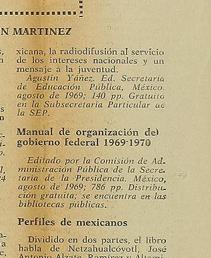 N MARTINEZ
xicana, la radiodifusión al servicio
de los intereses nacionales y un
mensaje a la juventud.
Agustín Yáñez. Ed. Secretaría
de Educación Pública, México.
agosto de 1969; 140 pp. Gratuito
en la Subsecretaría Particular de
la SEP.
Manual de organización del
gobierno federal 1969-1970
Editado por la Comisión de Ad-
ministración Pública de la Secre-
taría de la Presidencia. México,
agosto de 1969; 786 pp. Distribu-
ción gratuita; se encuentra en las
bibliotecas públicas.
Perfiles de mexicanos
Dividido en dos partes, el libro
habla de Netzahualcóyotl, José
Antonio Alzate, Ramírez y Altami-